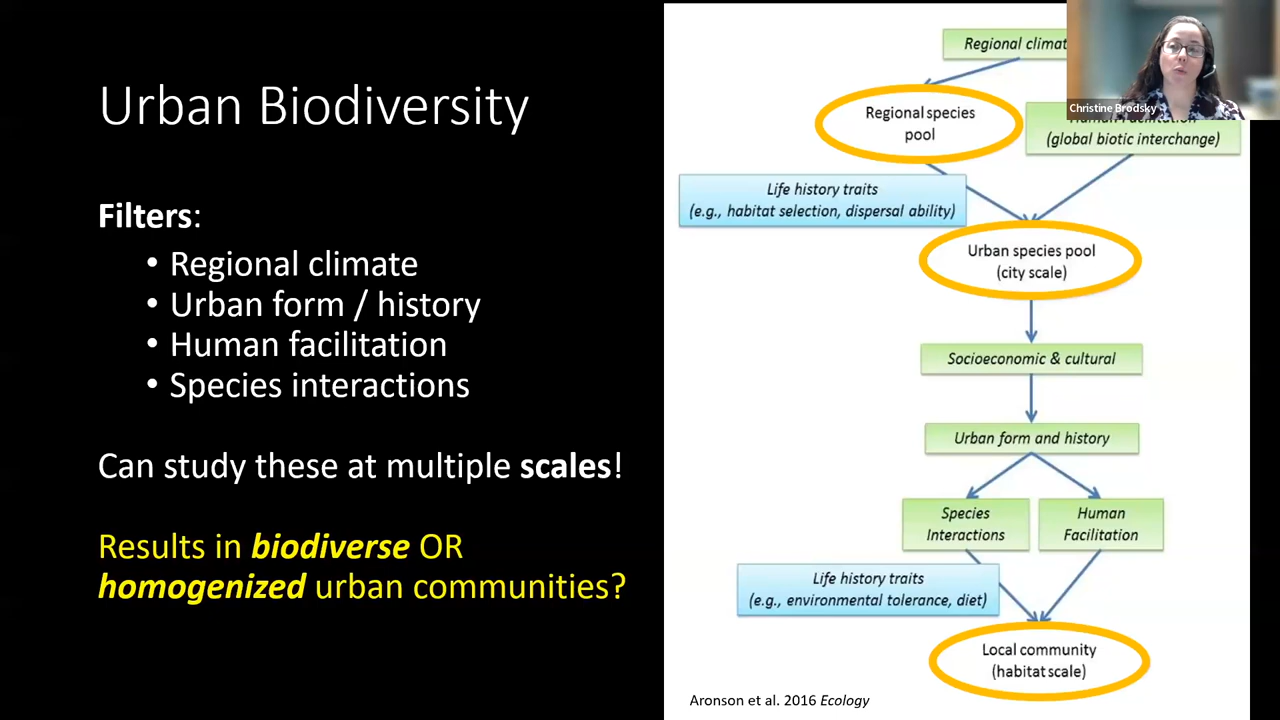 Urban Biodiversity
Filters:
• Regional climate
• Urban form / history
• Human facilitation
• Species interactions
Can study these at multiple scales!
Results in biodiverse OR
homogenized urban communities?
Regional climat
Christine Brodsky
Regional species
pool
(global biotic interchange)
Life history traits
(e.g., habitat selection, dispersal ability)
Urban species pool
(city scale)
Socioeconomic & cultural
Urban form and history
Species
Interactions
Human
Facilitation
Life history traits
(e.g., environmental tolerance, diet)
Local community
(habitat scale)
Aronson et al. 2016 Ecology